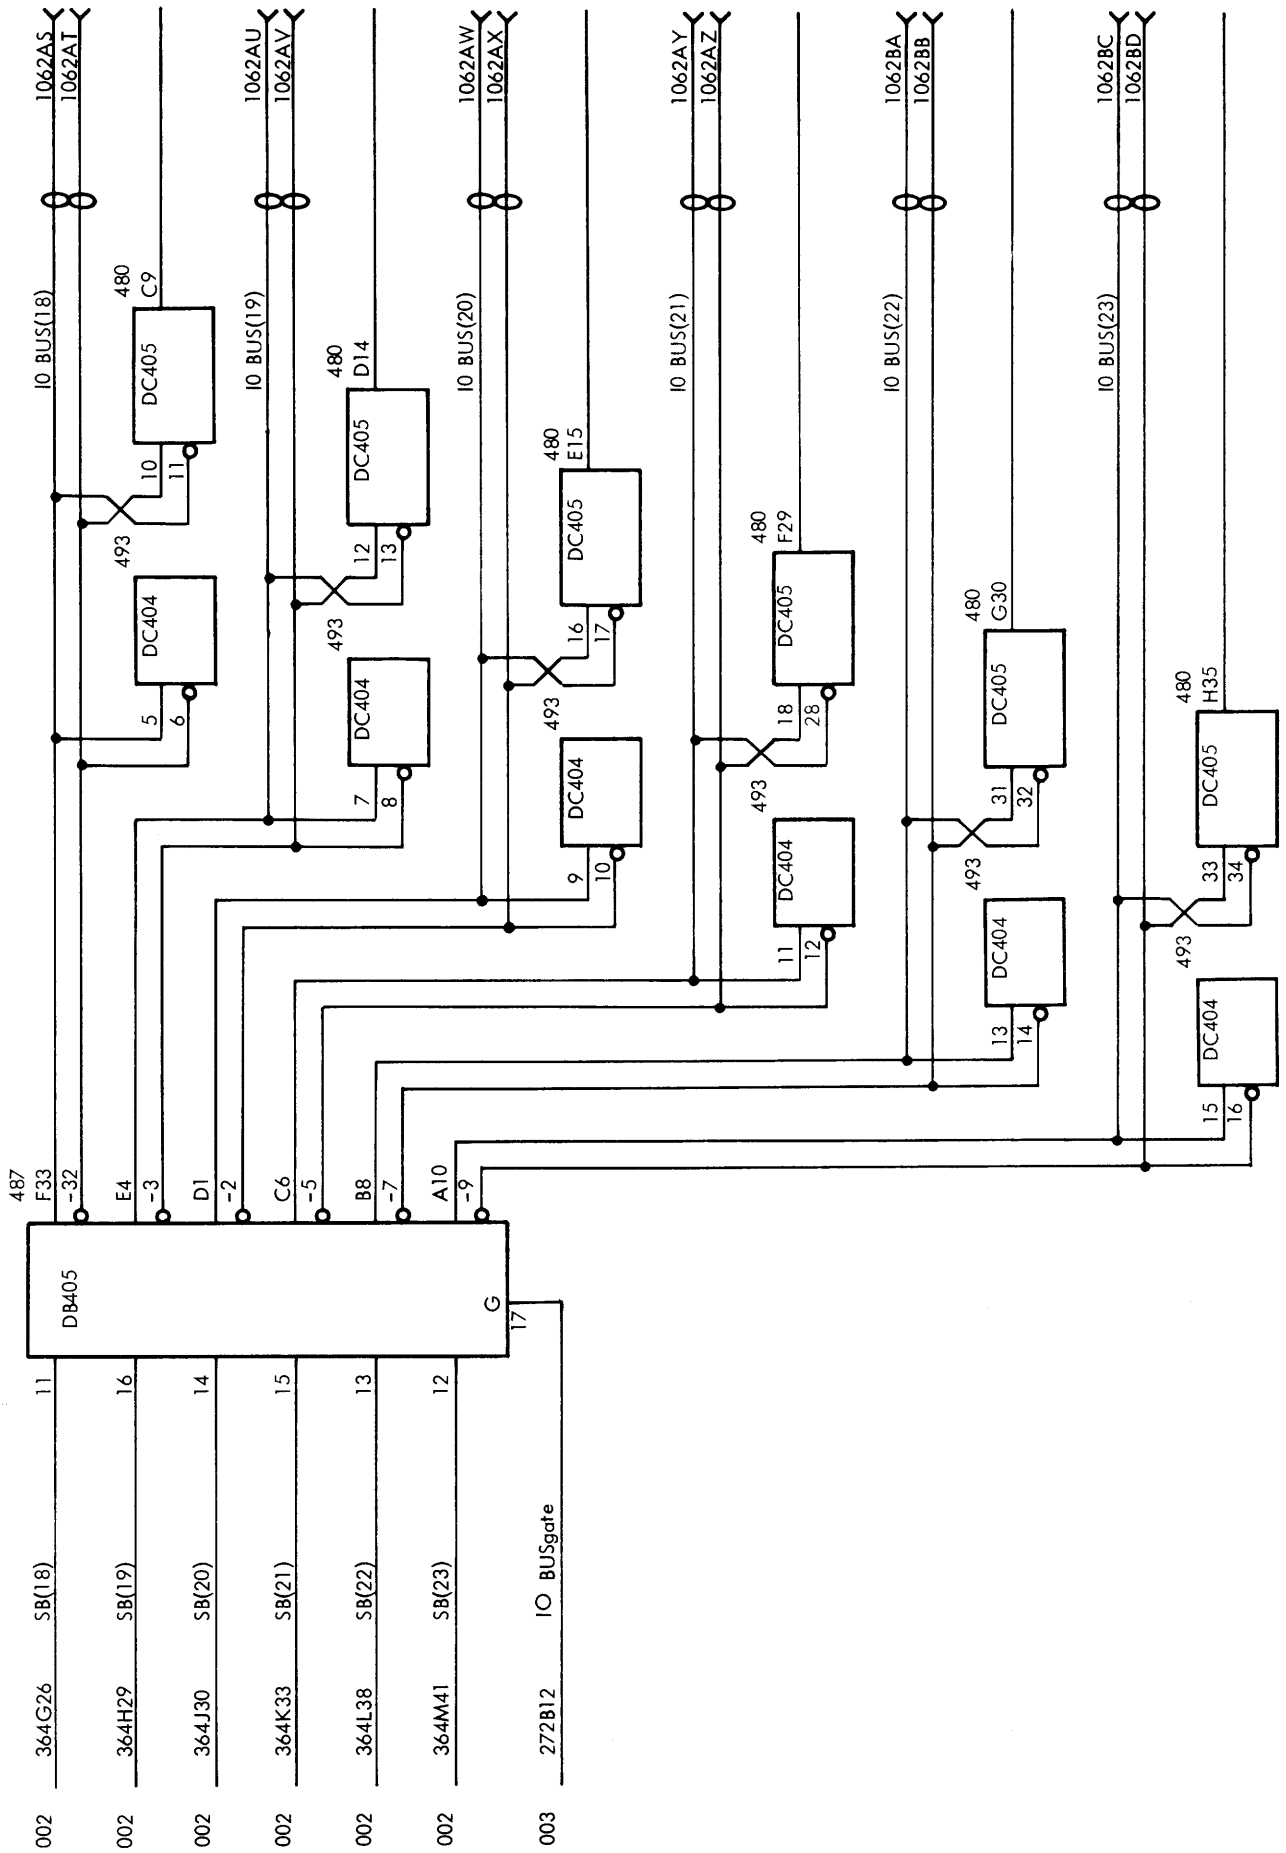 002 364G26 SB(18) 11
002 364H29 SB(19) 16
002 364J30 SB(20) 14
002 364K33 SB(21) 15
002 364L38 SB(22) 13
002 364M41 SB(23) 12
003 272B12 IO BUSgate 17
G
DB405
487
F33
-32
E4
-3
D1
-2
C6
-5
B8
-7
A10
-9
5
6
DC404
493
10
11
DC405
480
C9
IO BUS(18)
1062AS
1062AT
7
8
DC404
493
12
13
DC405
480
D14
IO BUS(19)
1062AU
1062AV
9
10
DC404
493
16
17
DC405
480
E15
IO BUS(20)
1062AW
1062AX
11
12
DC404
493
18
28
DC405
480
F29
IO BUS(21)
1062AY
1062AZ
13
14
DC404
493
31
32
DC405
480
G30
IO BUS(22)
1062BA
1062BB
15
16
DC404
493
33
34
DC405
480
H35
IO BUS(23)
1062BC
1062BD